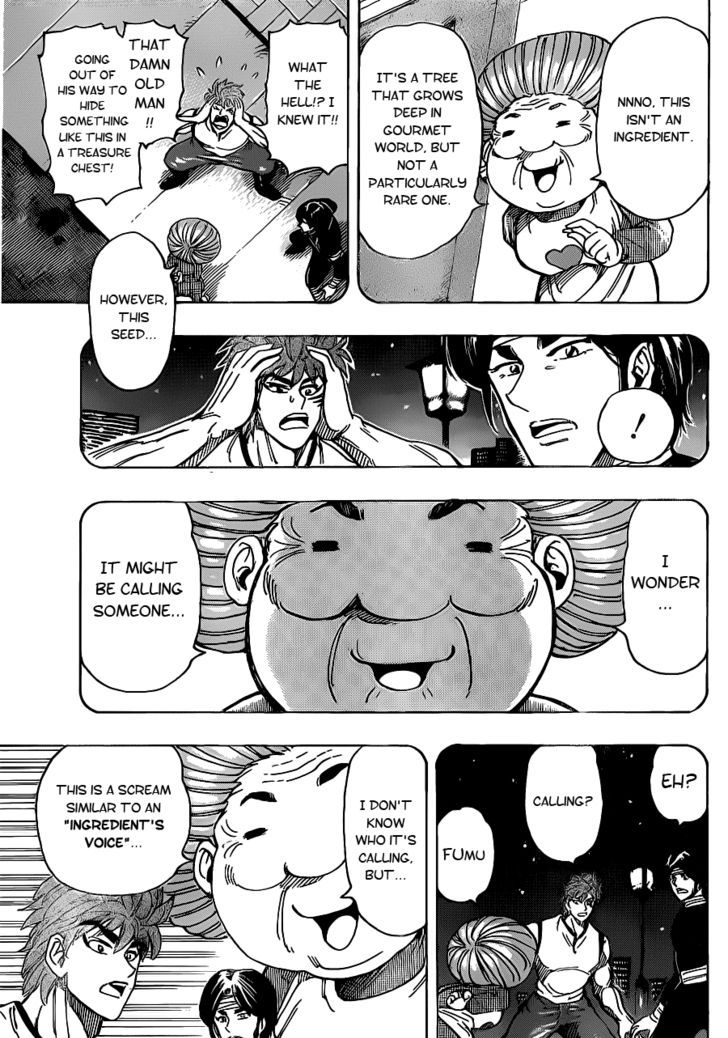 NNNO, THIS
ISN'T AN
INGREDIENT.
IT'S A TREE
THAT GROWS
DEEP IN
GOURMET
WORLD, BUT
NOT A
PARTICULARLY
RARE ONE.
WHAT
THE
HELL!? I
KNEW IT!!
THAT
DAMN
OLD
MAN
!!
GOING
OUT OF
HIS WAY TO
HIDE
SOMETHING
LIKE THIS IN
A TREASURE
CHEST!
HOWEVER,
THIS
SEED...
!
I
WONDER
...
IT MIGHT
BE CALLING
SOMEONE...
EH?
CALLING?
FUMU
I DON'T
KNOW
WHO IT'S
CALLING,
BUT...
THIS IS A SCREAM
SIMILAR TO AN
"INGREDIENT'S
VOICE"...